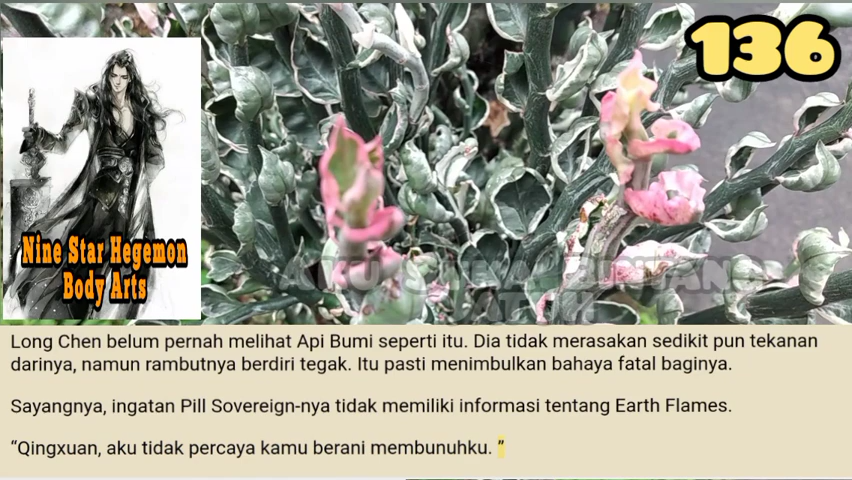 136
Nine Star Hegemon
Body Arts
Long Chen belum pernah melihat Api Bumi seperti itu. Dia tidak merasakan sedikit pun tekanan
darinya, namun rambutnya berdiri tegak. Itu pasti menimbulkan bahaya fatal baginya.
Sayangnya, ingatan Pill Sovereign-nya tidak memiliki informasi tentang Earth Flames.
“Qingxuan, aku tidak percaya kamu berani membunuhku. ”